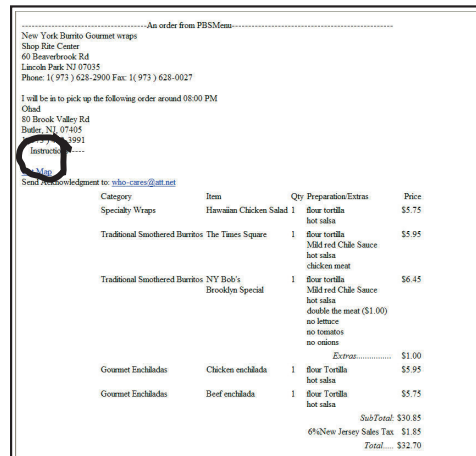 ---An order from PBSMenu---
New York Burrito Gourmet wraps
Shop Rite Center
60 Beaverbrook Rd
Lincoln Park NJ 07035
Phone: 1( 973 ) 628-2900 Fax: 1( 973 ) 628-0027
I will be in to pick up the following order around 08:00 PM
Ohad
80 Brook Valley Rd
Butler, NJ, 07405
3991
Instructio ----
Map
Send Acknowledgment to: who-cares@att.net
Category Item Qty Preparation/Extras Price
Specialty Wraps Hawaiian Chicken Salad 1 flour tortilla $5.75
hot salsa
Traditional Smothered Burritos The Times Square 1 flour tortilla $5.95
Mild red Chile Sauce
hot salsa
chicken meat
Traditional Smothered Burritos NY Bob's 1 flour tortilla $6.45
Brooklyn Special Mild red Chile Sauce
hot salsa
double the meat ($1.00)
no lettuce
no tomatos
no onions
Extras................ $1.00
Gourmet Enchiladas Chicken enchilada 1 flour Tortilla $5.95
hot salsa
Gourmet Enchiladas Beef enchilada 1 flour Tortilla $5.75
hot salsa
SubTotal: $30.85
6%New Jersey Sales Tax $1.85
Total..... $32.70